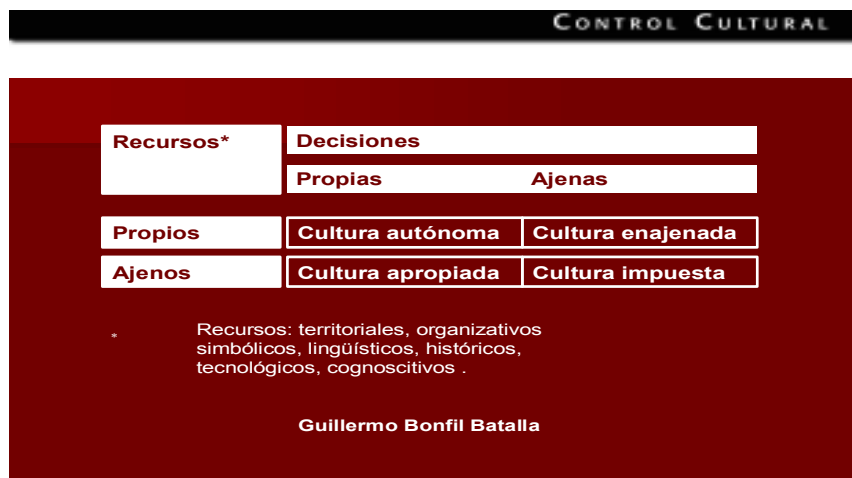 CONTROL CULTURAL
Recursos* Decisiones
Propias Ajenas
Propios Cultura autónoma Cultura enajenada
Ajenos Cultura apropiada Cultura impuesta
* Recursos: territoriales, organizativos
simbólicos, lingüísticos, históricos,
tecnológicos, cognoscitivos .
Guillermo Bonfil Batalla